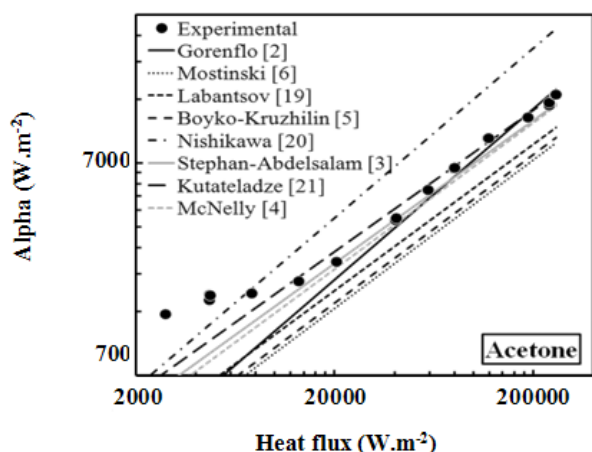 Experimental
Gorenflo [2]
Mostinski [6]
Labantsov [19]
Boyko-Kruzhilin [5]
Nishikawa [20]
Stephan-Abdelsalam [3]
Kutateladze [21]
McNelly [4]
Alpha (W.m-2)
7000
700
Acetone
2000
20000
200000
Heat flux (W.m-2)